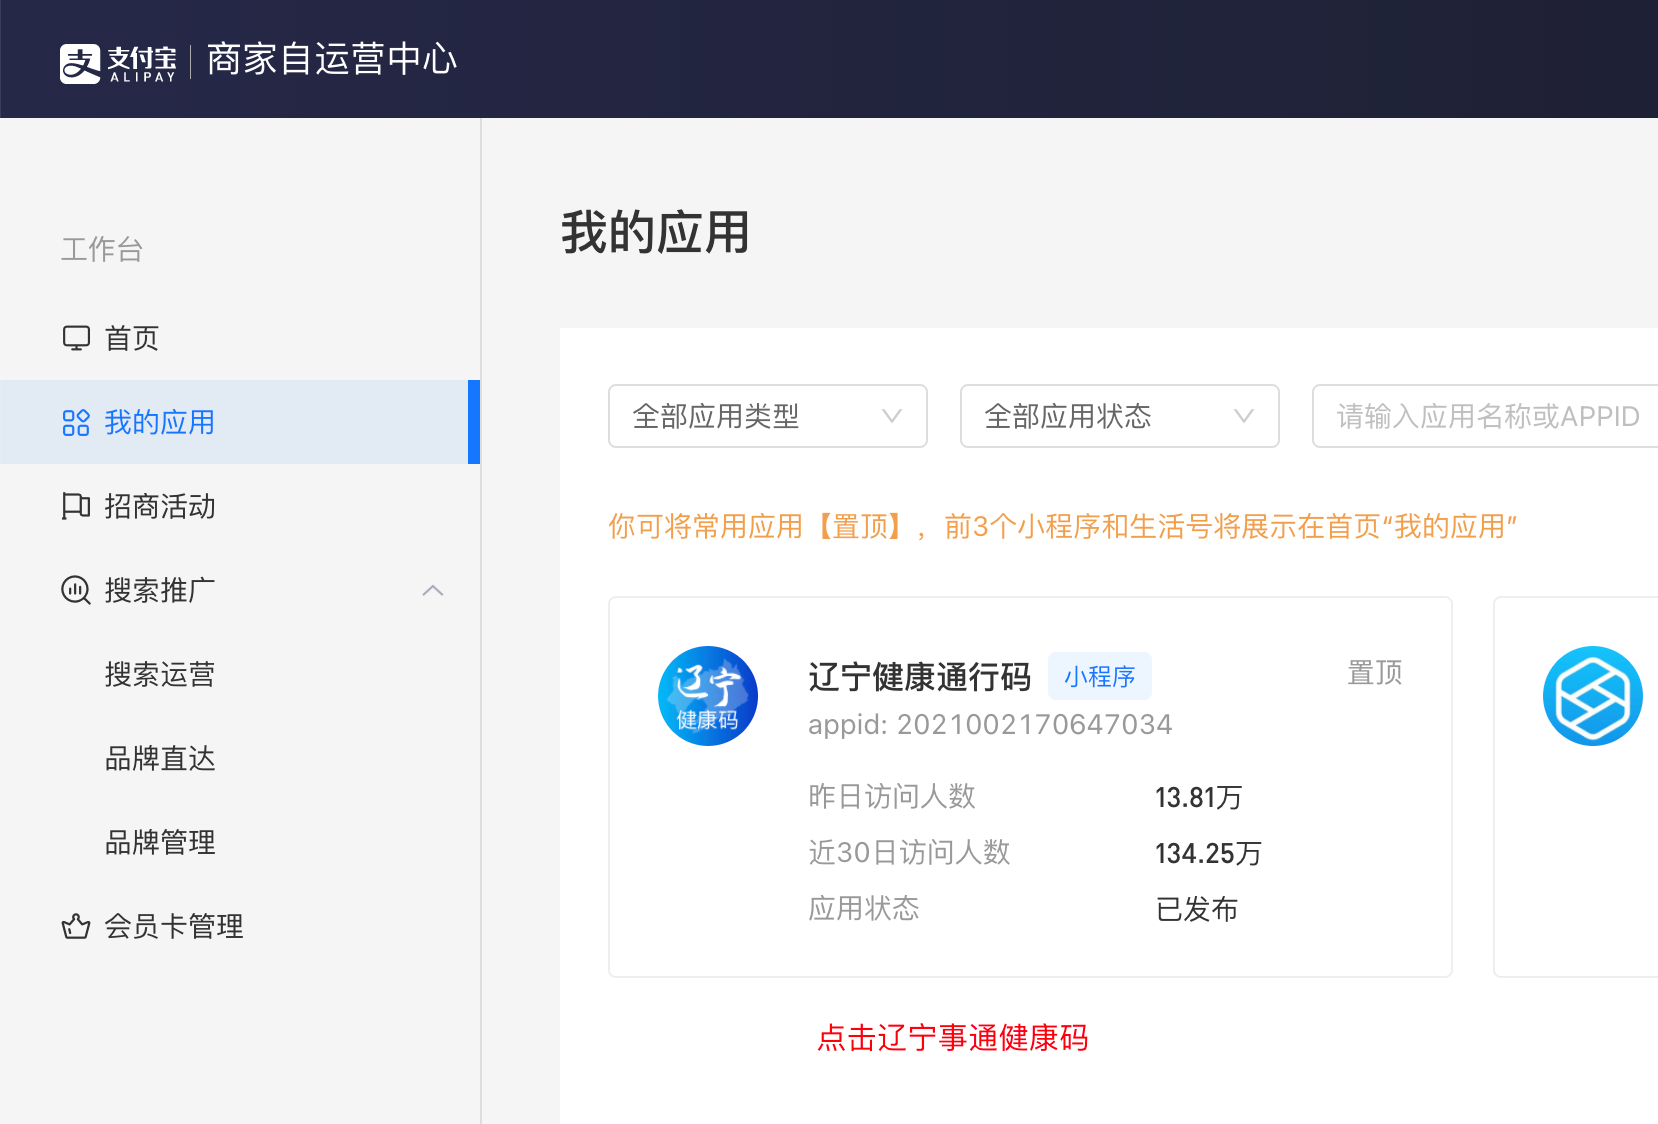 支付宝 ALIPAY 商家自运营中心
工作台
首页
我的应用
招商活动
搜索推广
搜索运营
品牌直达
品牌管理
会员卡管理
我的应用
全部应用类型 全部应用状态 请输入应用名称或APPID
你可将常用应用【置顶】，前3个小程序和生活号将展示在首页“我的应用”
辽宁
健康码
辽宁健康通行码 小程序 置顶
appid: 2021002170647034
昨日访问人数 13.81万
近30日访问人数 134.25万
应用状态 已发布
点击辽宁事通健康码